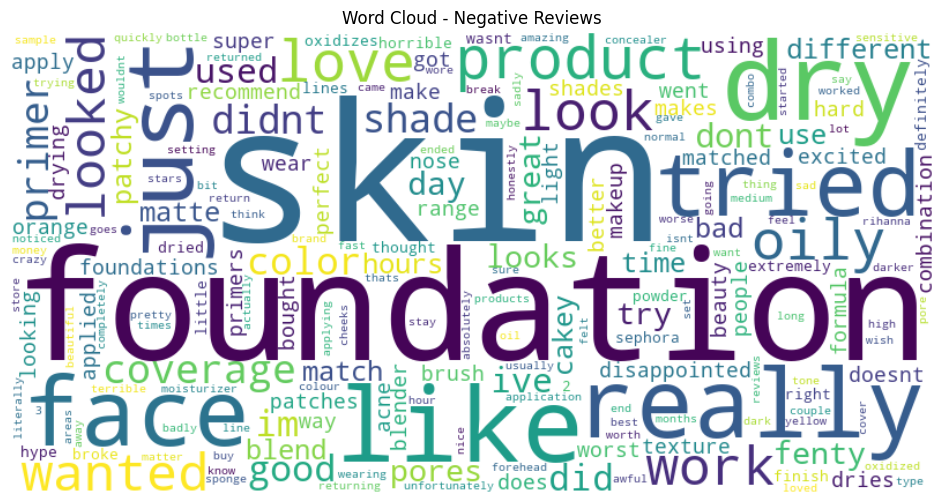 Word Cloud - Negative Reviews
sample
quickly
bottle
super
oxidizes
horrible
wasnt
amazing
concealer
using
different
sensitive
apply
returned
love
got
wore
product
trying
wouldnt
used
came
break
sadly
shades
went
combo
started
say
worked
definitely
just
looked
primer
drying
patchy
spots
recommend
lines
make
look
makes
hard
dry
didnt
shade
maybe
gave
lot
setting
wear
nose
great
light
dont
use
normal
skin
tried
stars
bit
perfect
day
honestly
matched
excited
matte
return
think
ended
range
better
makeup
going
medium
thing
sad
combination
orange
goes
brand
worse
feel
rihanna
noticed
dried
fast
thought
bad
oily
money
crazy
foundations
color
hours
looks
isnt
fine
time
want
extremely
darker
store
thats
sure
actually
foundation
looking
beautiful
applied
completely
pretty
times
little
primers
bought
applying
cheeks
stay
absolutely
products
oil
felt
cakey
try
powder
sephora
set
beauty
people
long
formula
high
wish
pore
face
coverage
match
brush
ive
usually
2
application
disappointed
reviews
tone
doesnt
literally
3
areas
away
terrible
moisturizer
colour
hour
like
really
right
couple
yellow
cover
patches
acne
blender
im
way
nice
end
months
best
worth
dark
badly
line
hype
broke
matter
buy
blend
worst
texture
fenty
oxidized
wanted
know
sponge
good
wearing
returning
pores
forehead
unfortunately
does
did
awful
work
finish
loved
dries
type